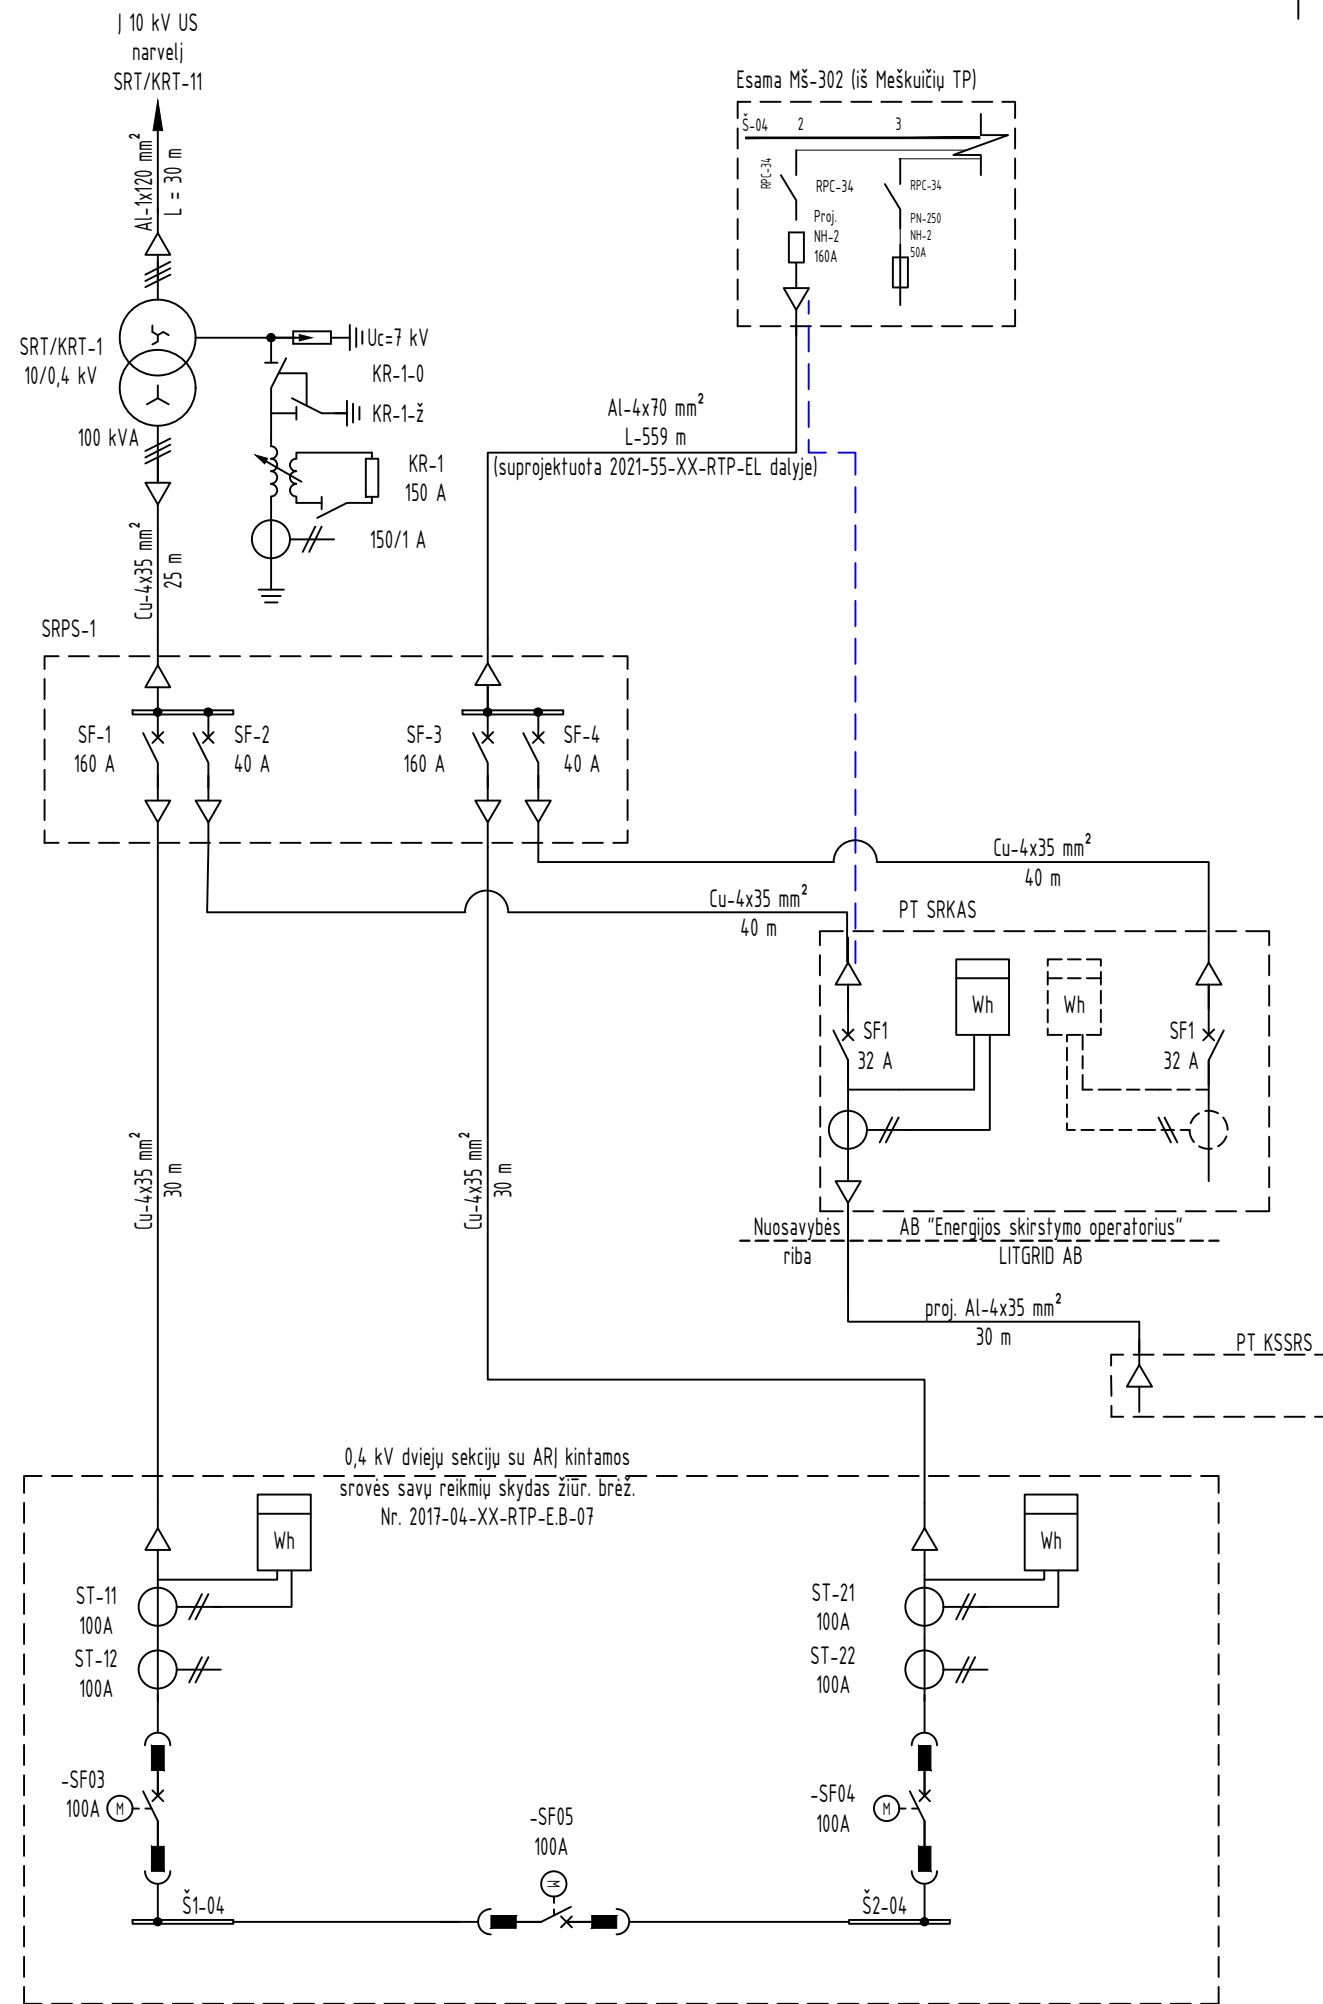 Į 10 kV US
narvelį
SRT/KRT-11
Al-1x120 mm²
L = 30 m
SRT/KRT-1
10/0,4 kV
100 kVA
Uc=7 kV
KR-1-0
KR-1-ž
KR-1
150 A
150/1 A
Cu-4x35 mm²
25 m
Esama Mš-302 (iš Meškuičių TP)
Š-04
2
3
RPC-34
RPC-34
Proj.
NH-2
160A
RPC-34
PN-250
NH-2
50A
Al-4x70 mm²
L-559 m
(suprojektuota 2021-55-XX-RTP-EL dalyje)
SRPS-1
SF-1
160 A
SF-2
40 A
SF-3
160 A
SF-4
40 A
Cu-4x35 mm²
40 m
Cu-4x35 mm²
40 m
PT SRKAS
Wh
Wh
SF1
32 A
SF1
32 A
Cu-4x35 mm²
30 m
Cu-4x35 mm²
30 m
Nuosavybės
riba
AB "Energijos skirstymo operatorius"
LITGRID AB
proj. Al-4x35 mm²
30 m
PT KSSRS
0,4 kV dviejų sekcijų su ARĮ kintamos
srovės savų reikmių skydas žiūr. brėž.
Nr. 2017-04-XX-RTP-E.B-07
Wh
Wh
ST-11
100A
ST-12
100A
ST-21
100A
ST-22
100A
-SF03
100A
M
-SF04
100A
M
-SF05
100A
M
Š1-04
Š2-04